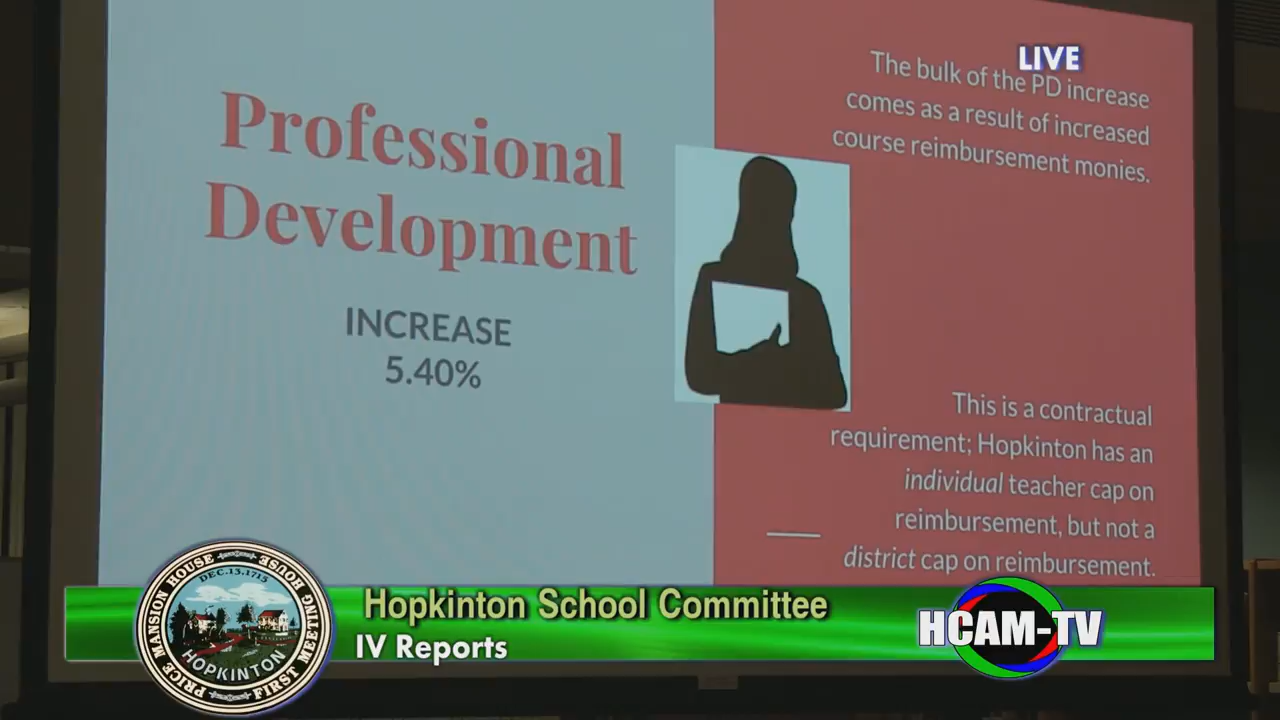 LIVE
Professional
Development
INCREASE
5.40%
The bulk of the PD increase
comes as a result of increased
course reimbursement monies.
This is a contractual
requirement; Hopkinton has an
individual teacher cap on
reimbursement, but not a
district cap on reimbursement.
Hopkinton School Committee
IV Reports
HCAM-TV
PRICE MANSION HOUSE
FIRST MEETING HOUSE
DEC.13.1715
HOPKINTON